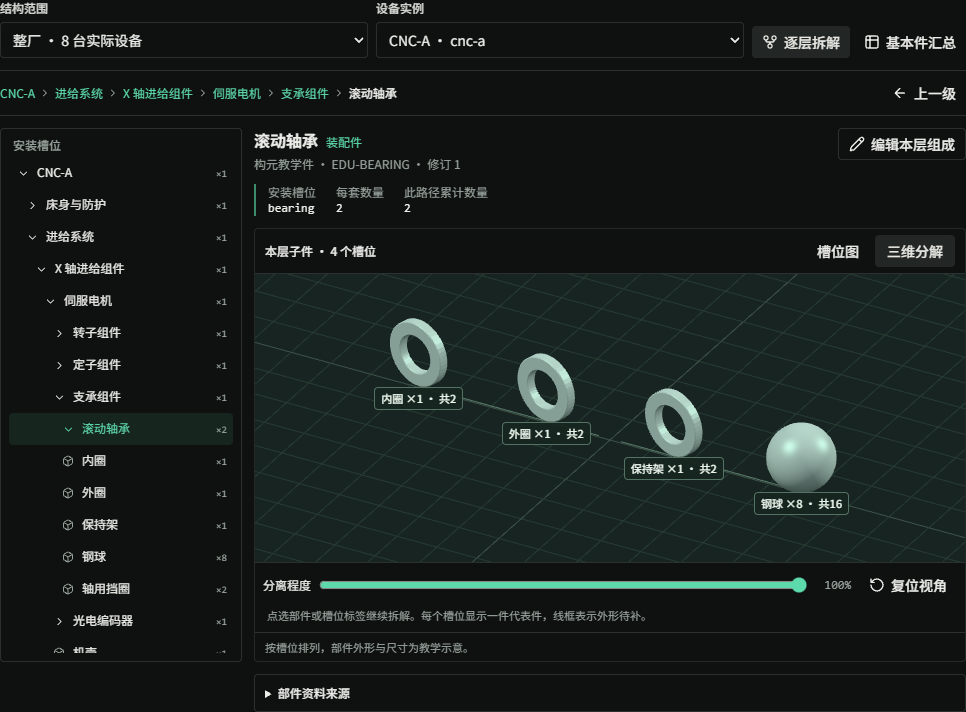 结构范围
设备实例
整厂 · 8 台实际设备
CNC-A · cnc-a
逐层拆解
基本件汇总
CNC-A > 进给系统 > X 轴进给组件 > 伺服电机 > 支承组件 > 滚动轴承
← 上一级
安装槽位
CNC-A ×1
床身与防护 ×1
进给系统 ×1
X 轴进给组件 ×1
伺服电机 ×1
转子组件 ×1
定子组件 ×1
支承组件 ×1
滚动轴承 ×2
内圈 ×1
外圈 ×1
保持架 ×1
钢球 ×8
轴用挡圈 ×2
光电编码器 ×1
机壳 ×1
滚动轴承 装配件
编辑本层组成
构元教学件 · EDU-BEARING · 修订 1
安装槽位 每套数量 此路径累计数量
bearing 2 2
本层子件 · 4 个槽位
槽位图
三维分解
内圈 ×1 · 共2
外圈 ×1 · 共2
保持架 ×1 · 共2
钢球 ×8 · 共16
分离程度 100% 复位视角
点选部件或槽位标签继续拆解。每个槽位显示一件代表件，线框表示外形待补。
按槽位排列，部件外形与尺寸为教学示意。
部件资料来源